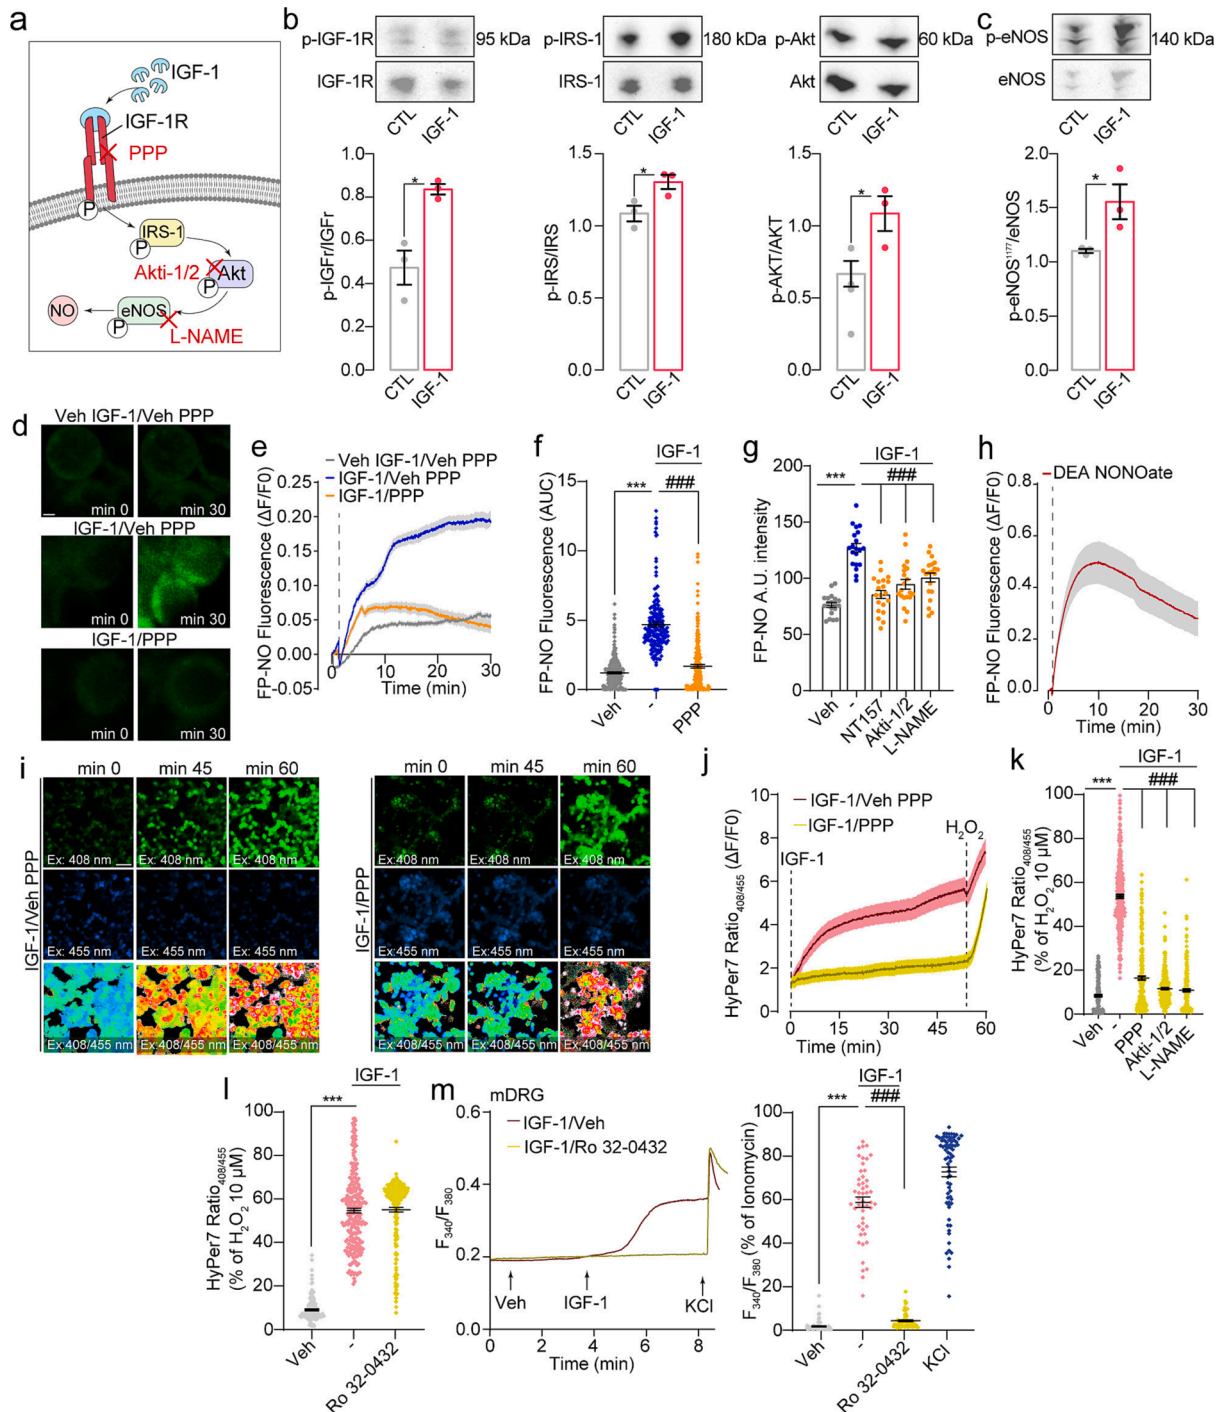 a
IGF-1
IGF-1R
PPP
P
IRS-1
P
Akti-1/2
Akt
P
NO
eNOS
P
L-NAME
b
p-IGF-1R
95 kDa
IGF-1R
CTL
IGF-1
p-IRS-1
180 kDa
IRS-1
CTL
IGF-1
p-Akt
60 kDa
Akt
CTL
IGF-1
c
p-eNOS
140 kDa
eNOS
CTL
IGF-1
p-IGFr/IGFr
1.0
0.8
0.6
0.4
0.2
0.0
*
CTL
IGF-1
p-IRS/IRS
1.5
1.0
0.5
0.0
*
CTL
IGF-1
p-AKT/AKT
1.5
1.0
0.5
0.0
*
CTL
IGF-1
p-eNOS¹¹⁷⁷/eNOS
2.0
1.5
1.0
0.5
0.0
*
CTL
IGF-1
d
Veh IGF-1/Veh PPP
min 0
min 30
IGF-1/Veh PPP
min 0
min 30
IGF-1/PPP
min 0
min 30
e
Veh IGF-1/Veh PPP
IGF-1/Veh PPP
IGF-1/PPP
FP-NO Fluorescence (ΔF/F0)
0.20
0.15
0.10
0.05
0.00
-0.05
0
10
20
30
Time (min)
f
IGF-1
*** ###
FP-NO Fluorescence (AUC)
15
10
5
0
Veh
-
PPP
g
IGF-1
*** ###
FP-NO A.U. intensity
200
150
100
50
0
Veh
-
NT157
Akti-1/2
L-NAME
h
DEA NONOate
FP-NO Fluorescence (ΔF/F0)
0.8
0.6
0.4
0.2
0.0
0
10
20
30
Time (min)
i
IGF-1/Veh PPP
min 0
min 45
min 60
Ex: 408 nm
Ex: 408 nm
Ex: 408 nm
Ex: 455 nm
Ex: 455 nm
Ex: 455 nm
Ex:408/455 nm
Ex:408/455 nm
Ex:408/455 nm
IGF-1/PPP
min 0
min 45
min 60
Ex:408 nm
Ex:408 nm
Ex:408 nm
Ex:455 nm
Ex:455 nm
Ex:455 nm
Ex:408/455 nm
Ex:408/455 nm
Ex:408/455 nm
j
IGF-1/Veh PPP
IGF-1/PPP
H₂O₂
IGF-1
HyPer7 Ratio₄₀₈/₄₅₅ (ΔF/F0)
8
6
4
2
0
0
15
30
45
60
Time (min)
k
IGF-1
*** ###
HyPer7 Ratio₄₀₈/₄₅₅
(% of H₂O₂ 10 µM)
100
80
60
40
20
0
Veh
-
PPP
Akti-1/2
L-NAME
l
IGF-1
***
HyPer7 Ratio₄₀₈/₄₅₅
(% of H₂O₂ 10 µM)
100
80
60
40
20
0
Veh
-
Ro 32-0432
m
mDRG
IGF-1/Veh
IGF-1/Ro 32-0432
F₃₄₀/F₃₈₀
0.6
0.4
0.2
0.0
Veh
IGF-1
KCl
0
2
4
6
8
Time (min)
IGF-1
*** ###
F₃₄₀/F₃₈₀ (% of Ionomycin)
100
80
60
40
20
0
Veh
-
Ro 32-0432
KCl